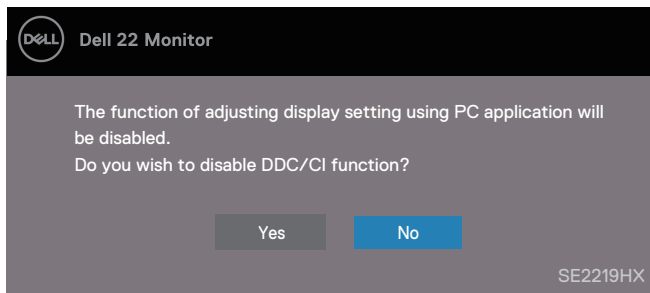 DELL
Dell 22 Monitor
The function of adjusting display setting using PC application will
be disabled.
Do you wish to disable DDC/CI function?
Yes No
SE2219HX